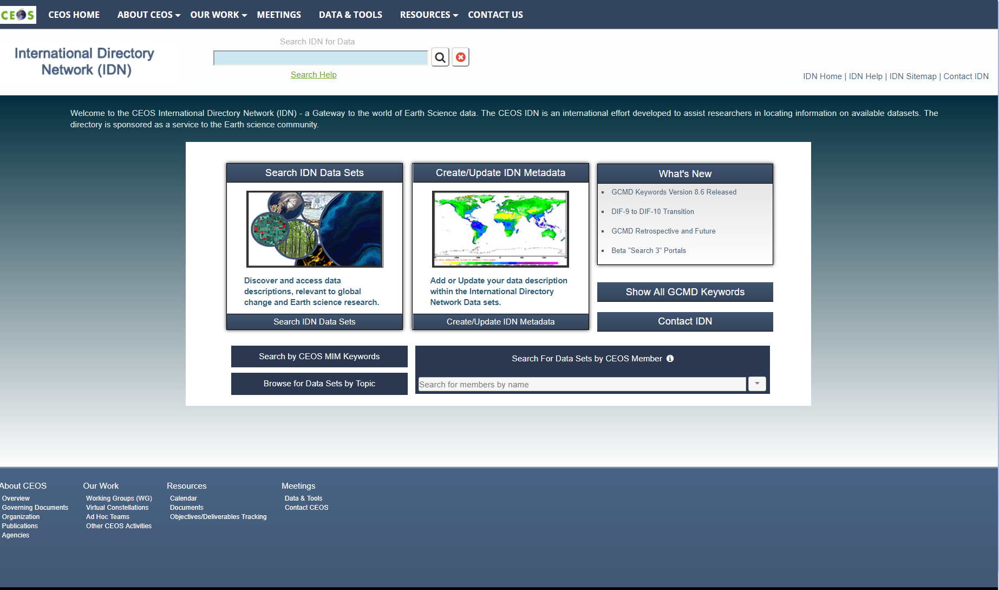 CEOS
CEOS HOME
ABOUT CEOS
OUR WORK
MEETINGS
DATA & TOOLS
RESOURCES
CONTACT US
International Directory
Network (IDN)
Search IDN for Data
Search Help
IDN Home | IDN Help | IDN Sitemap | Contact IDN
Welcome to the CEOS International Directory Network (IDN) - a Gateway to the world of Earth Science data. The CEOS IDN is an international effort developed to assist researchers in locating information on available datasets. The
directory is sponsored as a service to the Earth science community.
Search IDN Data Sets
Discover and access data
descriptions, relevant to global
change and Earth science research.
Search IDN Data Sets
Create/Update IDN Metadata
Add or Update your data description
within the International Directory
Network Data sets.
Create/Update IDN Metadata
What's New
GCMD Keywords Version 8.6 Released
DIF-9 to DIF-10 Transition
GCMD Retrospective and Future
Beta "Search 3" Portals
Show All GCMD Keywords
Contact IDN
Search by CEOS MIM Keywords
Browse for Data Sets by Topic
Search For Data Sets by CEOS Member
Search for members by name
About CEOS
Overview
Governing Documents
Organization
Publications
Agencies
Our Work
Working Groups (WG)
Virtual Constellations
Ad Hoc Teams
Other CEOS Activities
Resources
Calendar
Documents
Objectives/Deliverables Tracking
Meetings
Data & Tools
Contact CEOS